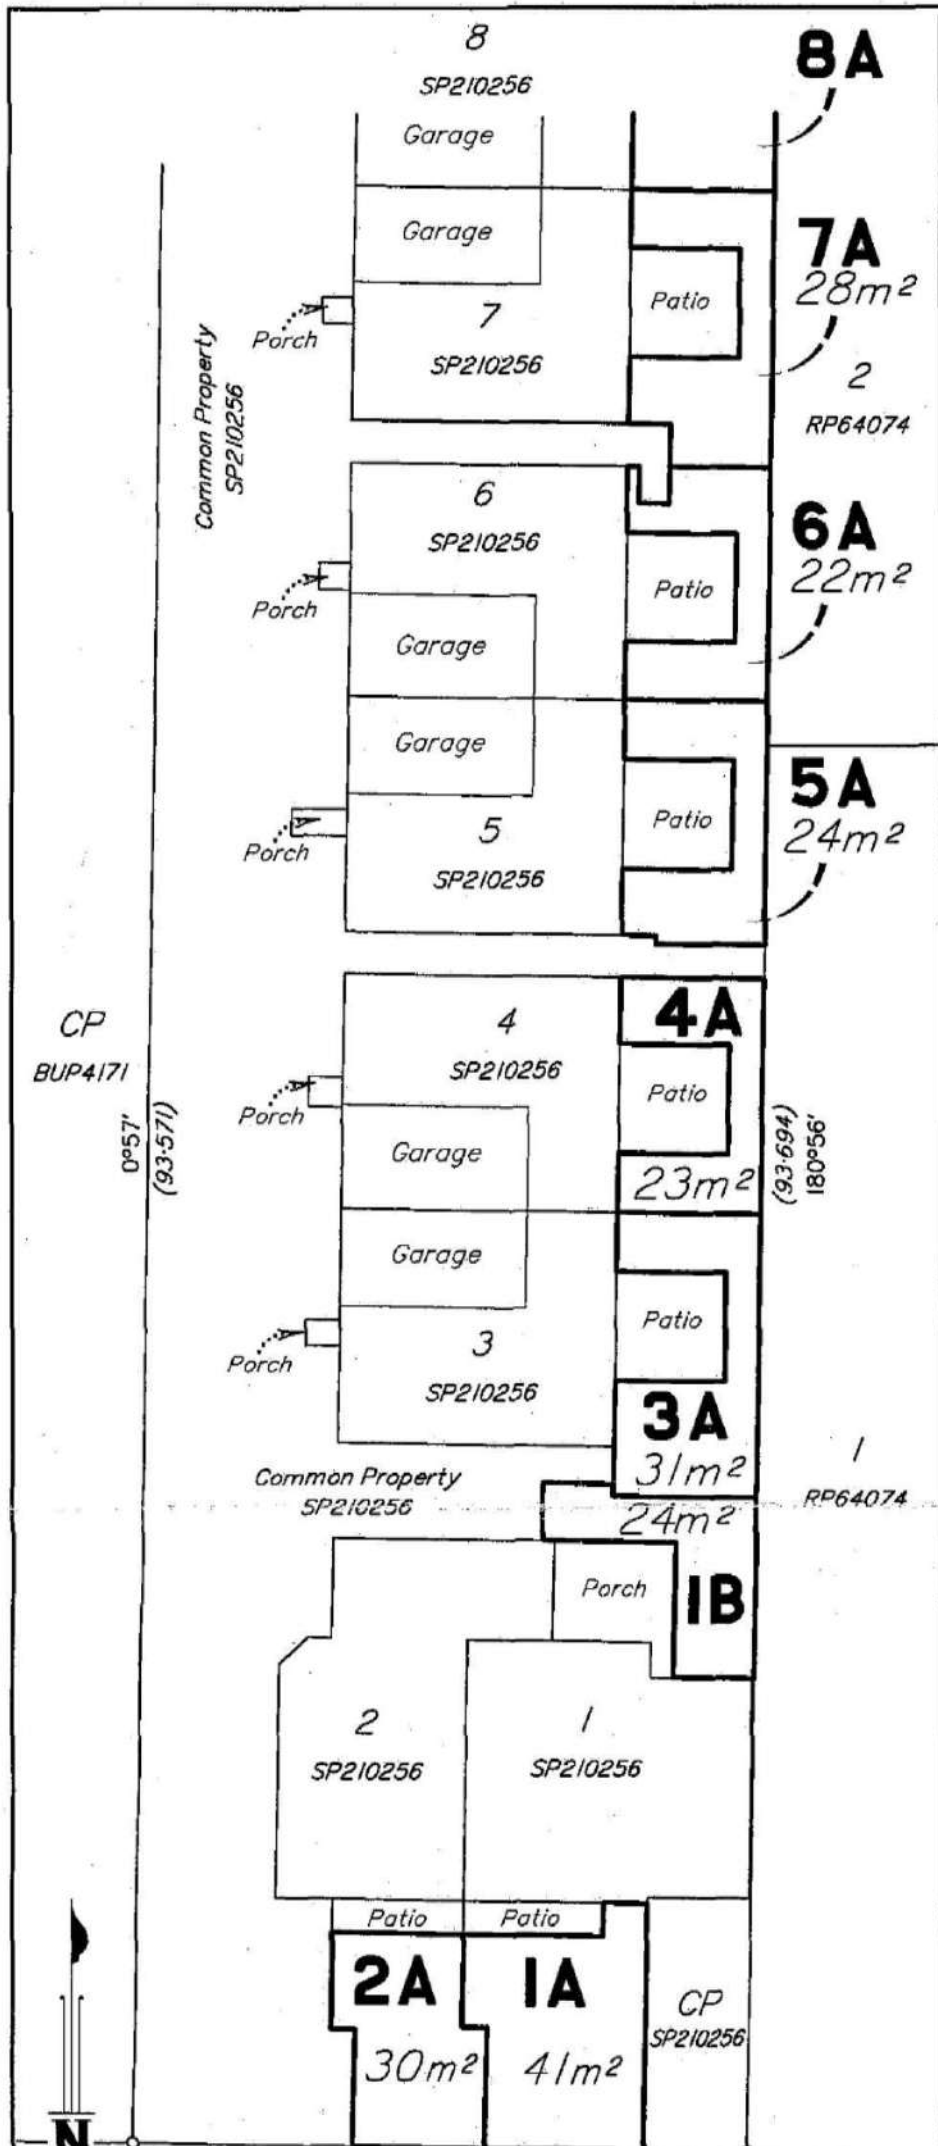 8
SP210256
8A
Garage
Garage
7A
28m²
Patio
Porch
7
SP210256
2
RP64074
Common Property
SP210256
6
SP210256
6A
22m²
Patio
Porch
Garage
Garage
5A
24m²
Patio
Porch
5
SP210256
CP
BUP4171
4
SP210256
4A
Patio
Porch
0°57'
(93·571)
(93·694)
180°56'
Garage
23m²
Garage
Patio
Porch
3
SP210256
3A
31m²
1
RP64074
Common Property
SP210256
24m²
Porch
1B
2
SP210256
1
SP210256
Patio
Patio
2A
1A
CP
SP210256
30m²
41m²
N